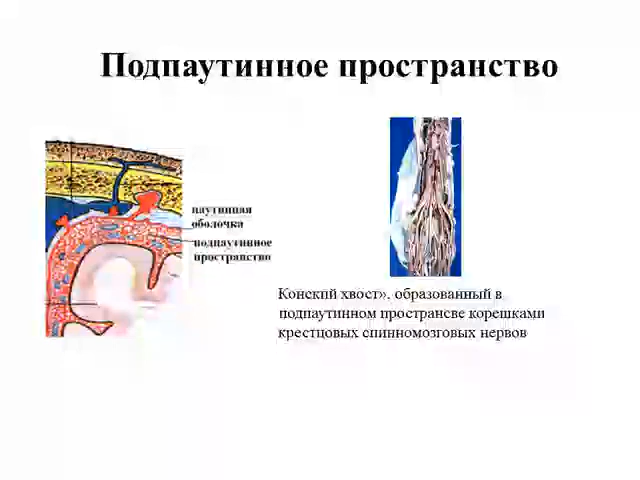 Подпаутинное пространство
паутинная
оболочка
подпаутинное
пространство
Конский хвост», образованный в
подпаутинном пространсве корешками
крестцовых спинномозговых нервов